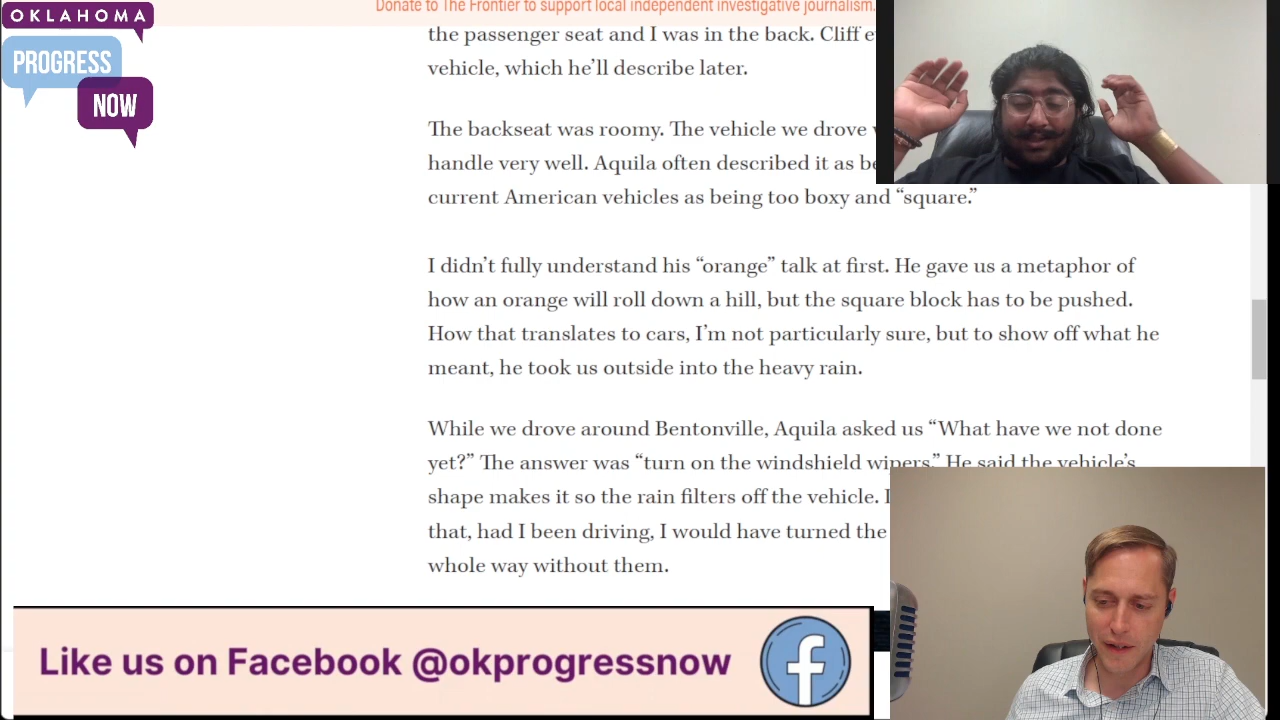 OKLAHOMA
PROGRESS
NOW
Donate to The Frontier to support local independent investigative journalism.
the passenger seat and I was in the back. Cliff
vehicle, which he’ll describe later.
The backseat was roomy. The vehicle we drove
handle very well. Aquila often described it as
current American vehicles as being too boxy and “square.”
I didn’t fully understand his “orange” talk at first. He gave us a metaphor of
how an orange will roll down a hill, but the square block has to be pushed.
How that translates to cars, I’m not particularly sure, but to show off what he
meant, he took us outside into the heavy rain.
While we drove around Bentonville, Aquila asked us “What have we not done
yet?” The answer was “turn on the windshield wipers.” He said the vehicle’s
shape makes it so the rain filters off the vehicle.
that, had I been driving, I would have turned the
whole way without them.
Like us on Facebook @okprogressnow